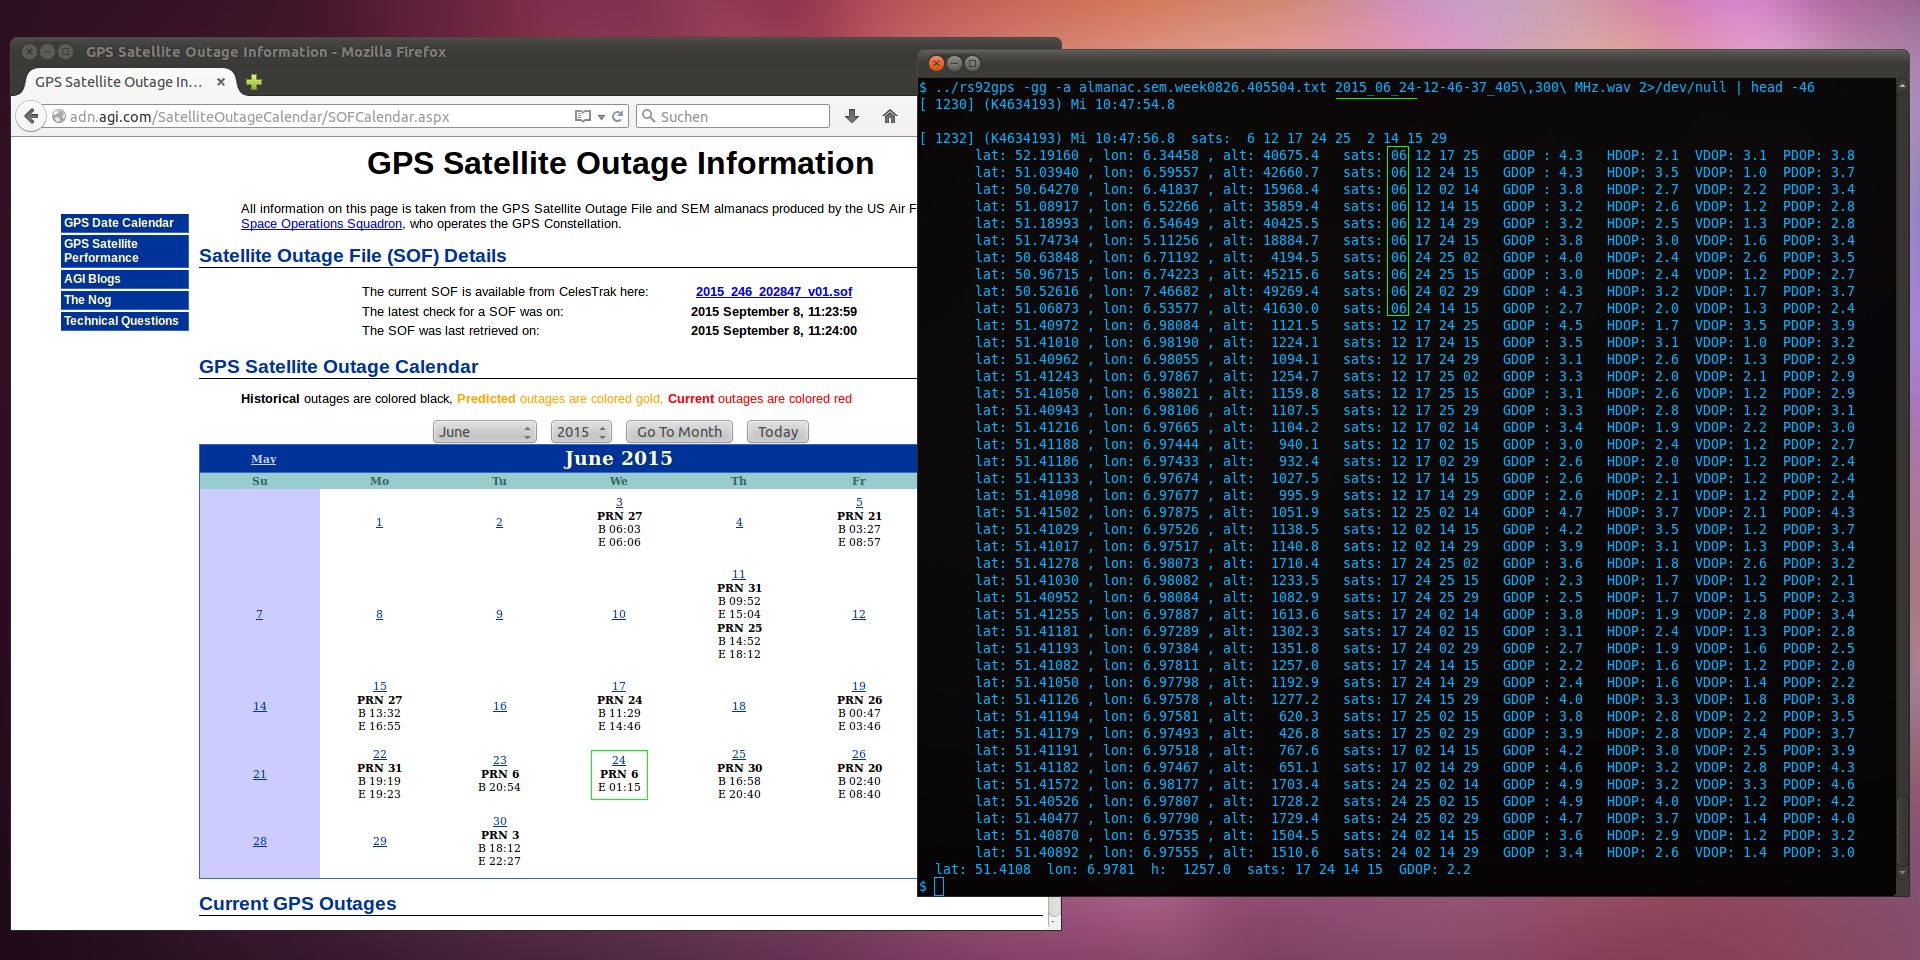 GPS Satellite Outage Information - Mozilla Firefox
GPS Satellite Outage In...
adn.agi.com/SatelliteOutageCalendar/SOFCalendar.aspx
Suchen
GPS Satellite Outage Information
GPS Date Calendar
GPS Satellite
Performance
AGI Blogs
The Nog
Technical Questions
All information on this page is taken from the GPS Satellite Outage File and SEM almanacs produced by the US Air F
Space Operations Squadron, who operates the GPS Constellation.
Satellite Outage File (SOF) Details
The current SOF is available from CelesTrak here: 2015_246_202847_v01.sof
The latest check for a SOF was on: 2015 September 8, 11:23:59
The SOF was last retrieved on: 2015 September 8, 11:24:00
GPS Satellite Outage Calendar
Historical outages are colored black, Predicted outages are colored gold, Current outages are colored red
June 2015 Go To Month Today
May June 2015
Su Mo Tu We Th Fr
1 2 3 4 5
PRN 27 PRN 21
B 06:03 B 03:27
E 06:06 E 08:57
7 8 9 10 11 12
PRN 31
B 09:52
E 15:04
PRN 25
B 14:52
E 18:12
14 15 16 17 18 19
PRN 27 PRN 24 PRN 26
B 13:32 B 11:29 B 00:47
E 16:55 E 14:46 E 03:46
21 22 23 24 25 26
PRN 31 PRN 6 PRN 6 PRN 30 PRN 20
B 19:19 B 20:54 E 01:15 B 16:58 B 02:40
E 19:23 E 20:40 E 08:40
28 29 30
PRN 3
B 18:12
E 22:27
Current GPS Outages
$ ../rs92gps -gg -a almanac.sem.week0826.405504.txt 2015_06_24-12-46-37_405\,300\ MHz.wav 2>/dev/null | head -46
[ 1230] (K4634193) Mi 10:47:54.8
[ 1232] (K4634193) Mi 10:47:56.8 sats: 6 12 17 24 25 2 14 15 29
lat: 52.19160 , lon: 6.34458 , alt: 40675.4 sats: 06 12 17 25 GDOP : 4.3 HDOP: 2.1 VDOP: 3.1 PDOP: 3.8
lat: 51.03940 , lon: 6.59557 , alt: 42660.7 sats: 06 12 24 15 GDOP : 4.3 HDOP: 3.5 VDOP: 1.0 PDOP: 3.7
lat: 50.64270 , lon: 6.41837 , alt: 15968.4 sats: 06 12 02 14 GDOP : 3.8 HDOP: 2.7 VDOP: 2.2 PDOP: 3.4
lat: 51.08917 , lon: 6.52266 , alt: 35859.4 sats: 06 12 14 15 GDOP : 3.2 HDOP: 2.6 VDOP: 1.2 PDOP: 2.8
lat: 51.18993 , lon: 6.54649 , alt: 40425.5 sats: 06 12 14 29 GDOP : 3.2 HDOP: 2.5 VDOP: 1.3 PDOP: 2.8
lat: 51.74734 , lon: 5.11256 , alt: 18884.7 sats: 06 17 24 15 GDOP : 3.8 HDOP: 3.0 VDOP: 1.6 PDOP: 3.4
lat: 50.63848 , lon: 6.71192 , alt: 4194.5 sats: 06 24 25 02 GDOP : 4.0 HDOP: 2.4 VDOP: 2.6 PDOP: 3.5
lat: 50.96715 , lon: 6.74223 , alt: 45215.6 sats: 06 24 25 15 GDOP : 3.0 HDOP: 2.4 VDOP: 1.2 PDOP: 2.7
lat: 50.52616 , lon: 7.46682 , alt: 49269.4 sats: 06 24 02 29 GDOP : 4.3 HDOP: 3.2 VDOP: 1.7 PDOP: 3.7
lat: 51.06873 , lon: 6.53577 , alt: 41630.0 sats: 06 24 14 15 GDOP : 2.7 HDOP: 2.0 VDOP: 1.3 PDOP: 2.4
lat: 51.40972 , lon: 6.98084 , alt: 1121.5 sats: 12 17 24 25 GDOP : 4.5 HDOP: 1.7 VDOP: 3.5 PDOP: 3.9
lat: 51.41010 , lon: 6.98190 , alt: 1224.1 sats: 12 17 24 15 GDOP : 3.5 HDOP: 3.1 VDOP: 1.0 PDOP: 3.2
lat: 51.40962 , lon: 6.98055 , alt: 1094.1 sats: 12 17 24 29 GDOP : 3.1 HDOP: 2.6 VDOP: 1.3 PDOP: 2.9
lat: 51.41243 , lon: 6.97867 , alt: 1254.7 sats: 12 17 25 02 GDOP : 3.3 HDOP: 2.0 VDOP: 2.1 PDOP: 2.9
lat: 51.41050 , lon: 6.98021 , alt: 1159.8 sats: 12 17 25 15 GDOP : 3.1 HDOP: 2.6 VDOP: 1.2 PDOP: 2.9
lat: 51.40943 , lon: 6.98106 , alt: 1107.5 sats: 12 17 25 29 GDOP : 3.3 HDOP: 2.8 VDOP: 1.2 PDOP: 3.1
lat: 51.41216 , lon: 6.97665 , alt: 1104.2 sats: 12 17 02 14 GDOP : 3.4 HDOP: 1.9 VDOP: 2.2 PDOP: 3.0
lat: 51.41188 , lon: 6.97444 , alt: 940.1 sats: 12 17 02 15 GDOP : 3.0 HDOP: 2.4 VDOP: 1.2 PDOP: 2.7
lat: 51.41186 , lon: 6.97433 , alt: 932.4 sats: 12 17 02 29 GDOP : 2.6 HDOP: 2.0 VDOP: 1.2 PDOP: 2.4
lat: 51.41133 , lon: 6.97674 , alt: 1027.5 sats: 12 17 14 15 GDOP : 2.6 HDOP: 2.1 VDOP: 1.2 PDOP: 2.4
lat: 51.41098 , lon: 6.97677 , alt: 995.9 sats: 12 17 14 29 GDOP : 2.6 HDOP: 2.1 VDOP: 1.2 PDOP: 2.4
lat: 51.41502 , lon: 6.97875 , alt: 1051.9 sats: 12 25 02 14 GDOP : 4.7 HDOP: 3.7 VDOP: 2.1 PDOP: 4.3
lat: 51.41029 , lon: 6.97526 , alt: 1138.5 sats: 12 02 14 15 GDOP : 4.2 HDOP: 3.5 VDOP: 1.2 PDOP: 3.7
lat: 51.41017 , lon: 6.97517 , alt: 1140.8 sats: 12 02 14 29 GDOP : 3.9 HDOP: 3.1 VDOP: 1.3 PDOP: 3.4
lat: 51.41278 , lon: 6.98073 , alt: 1710.4 sats: 17 24 25 02 GDOP : 3.6 HDOP: 1.8 VDOP: 2.6 PDOP: 3.2
lat: 51.41030 , lon: 6.98082 , alt: 1233.5 sats: 17 24 25 15 GDOP : 2.3 HDOP: 1.7 VDOP: 1.2 PDOP: 2.1
lat: 51.40952 , lon: 6.98084 , alt: 1082.9 sats: 17 24 25 29 GDOP : 2.5 HDOP: 1.7 VDOP: 1.5 PDOP: 2.3
lat: 51.41255 , lon: 6.97887 , alt: 1613.6 sats: 17 24 02 14 GDOP : 3.8 HDOP: 1.9 VDOP: 2.8 PDOP: 3.4
lat: 51.41181 , lon: 6.97289 , alt: 1302.3 sats: 17 24 02 15 GDOP : 3.1 HDOP: 2.4 VDOP: 1.3 PDOP: 2.8
lat: 51.41193 , lon: 6.97384 , alt: 1351.8 sats: 17 24 02 29 GDOP : 2.7 HDOP: 1.9 VDOP: 1.6 PDOP: 2.5
lat: 51.41082 , lon: 6.97811 , alt: 1257.0 sats: 17 24 14 15 GDOP : 2.2 HDOP: 1.6 VDOP: 1.2 PDOP: 2.0
lat: 51.41050 , lon: 6.97798 , alt: 1192.9 sats: 17 24 14 29 GDOP : 2.4 HDOP: 1.6 VDOP: 1.4 PDOP: 2.2
lat: 51.41126 , lon: 6.97578 , alt: 1277.2 sats: 17 24 15 29 GDOP : 4.0 HDOP: 3.3 VDOP: 1.8 PDOP: 3.8
lat: 51.41194 , lon: 6.97581 , alt: 620.3 sats: 17 25 02 15 GDOP : 3.8 HDOP: 2.8 VDOP: 2.2 PDOP: 3.5
lat: 51.41179 , lon: 6.97493 , alt: 426.8 sats: 17 25 02 29 GDOP : 3.9 HDOP: 2.8 VDOP: 2.4 PDOP: 3.7
lat: 51.41191 , lon: 6.97518 , alt: 767.6 sats: 17 02 14 15 GDOP : 4.2 HDOP: 3.0 VDOP: 2.5 PDOP: 3.9
lat: 51.41182 , lon: 6.97467 , alt: 651.1 sats: 17 02 14 29 GDOP : 4.6 HDOP: 3.2 VDOP: 2.8 PDOP: 4.3
lat: 51.41572 , lon: 6.98177 , alt: 1703.4 sats: 24 25 02 14 GDOP : 4.9 HDOP: 3.2 VDOP: 3.3 PDOP: 4.6
lat: 51.40526 , lon: 6.97807 , alt: 1728.2 sats: 24 25 02 15 GDOP : 4.9 HDOP: 4.0 VDOP: 1.2 PDOP: 4.2
lat: 51.40477 , lon: 6.97790 , alt: 1729.4 sats: 24 25 02 29 GDOP : 4.7 HDOP: 3.7 VDOP: 1.4 PDOP: 4.0
lat: 51.40870 , lon: 6.97535 , alt: 1504.5 sats: 24 02 14 15 GDOP : 3.6 HDOP: 2.9 VDOP: 1.2 PDOP: 3.2
lat: 51.40892 , lon: 6.97555 , alt: 1510.6 sats: 24 02 14 29 GDOP : 3.4 HDOP: 2.6 VDOP: 1.4 PDOP: 3.0
lat: 51.4108 lon: 6.9781 h: 1257.0 sats: 17 24 14 15 GDOP: 2.2
$